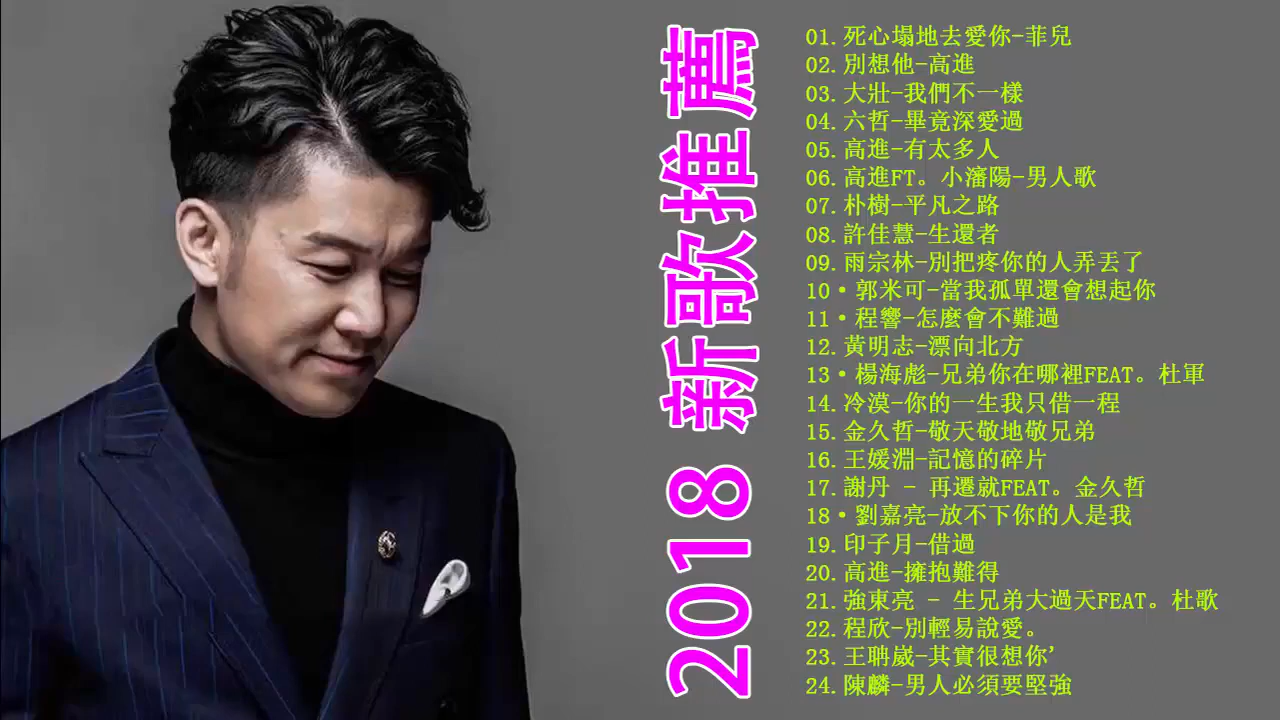 2018 新歌推薦
01.死心塌地去愛你-菲兒
02.別想他-高進
03.大壯-我們不一樣
04.六哲-畢竟深愛過
05.高進-有太多人
06.高進FT。小瀋陽-男人歌
07.朴樹-平凡之路
08.許佳慧-生還者
09.雨宗林-別把疼你的人弄丟了
10·郭米可-當我孤單還會想起你
11·程響-怎麼會不難過
12.黃明志-漂向北方
13·楊海彪-兄弟你在哪裡FEAT。杜軍
14.冷漠-你的一生我只借一程
15.金久哲-敬天敬地敬兄弟
16.王媛淵-記憶的碎片
17.謝丹 - 再遷就FEAT。金久哲
18·劉嘉亮-放不下你的人是我
19.印子月-借過
20.高進-擁抱難得
21.強東亮 - 生兄弟大過天FEAT。杜歌
22.程欣-別輕易說愛。
23.王聃崴-其實很想你'
24.陳麟-男人必須要堅強